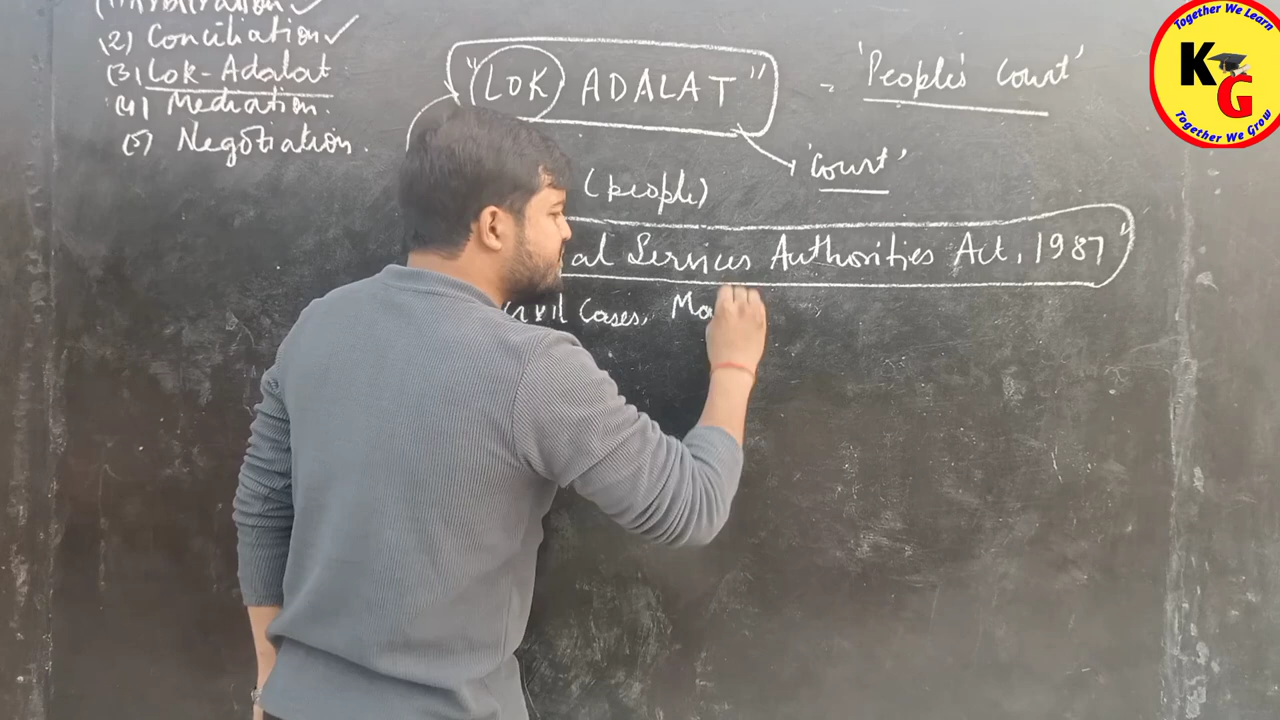 (2) Conciliation ✓
(3) Lok-Adalat
(4) Mediation.
(5) Negotiation.
"LOK ADALAT" - 'People's Court'
'Court'
(people)
Services Authorities Act, 1987"
Cases,
Together We Learn
KG
Together We Grow